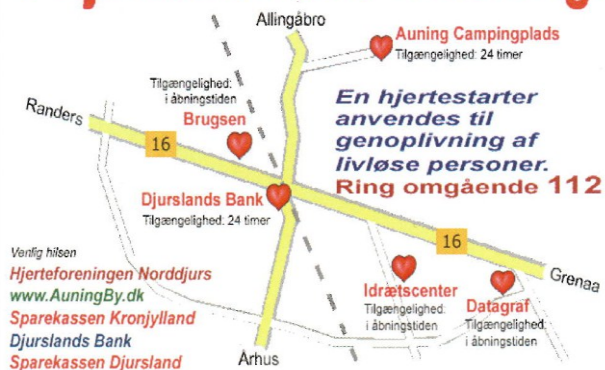 Allingåbro
Auning Campingplads
Tilgængelighed: 24 timer
Tilgængelighed:
i åbningstiden
Brugsen
Randers
16
En hjertestarter
anvendes til
genoplivning af
livløse personer.
Ring omgående 112
Djurslands Bank
Tilgængelighed: 24 timer
16
Grenaa
Idrætscenter
Tilgængelighed:
i åbningstiden
Datagraf
Tilgængelighed:
i åbningstiden
Århus
Venlig hilsen
Hjerteforeningen Norddjurs
www.AuningBy.dk
Sparekassen Kronjylland
Djurslands Bank
Sparekassen Djursland